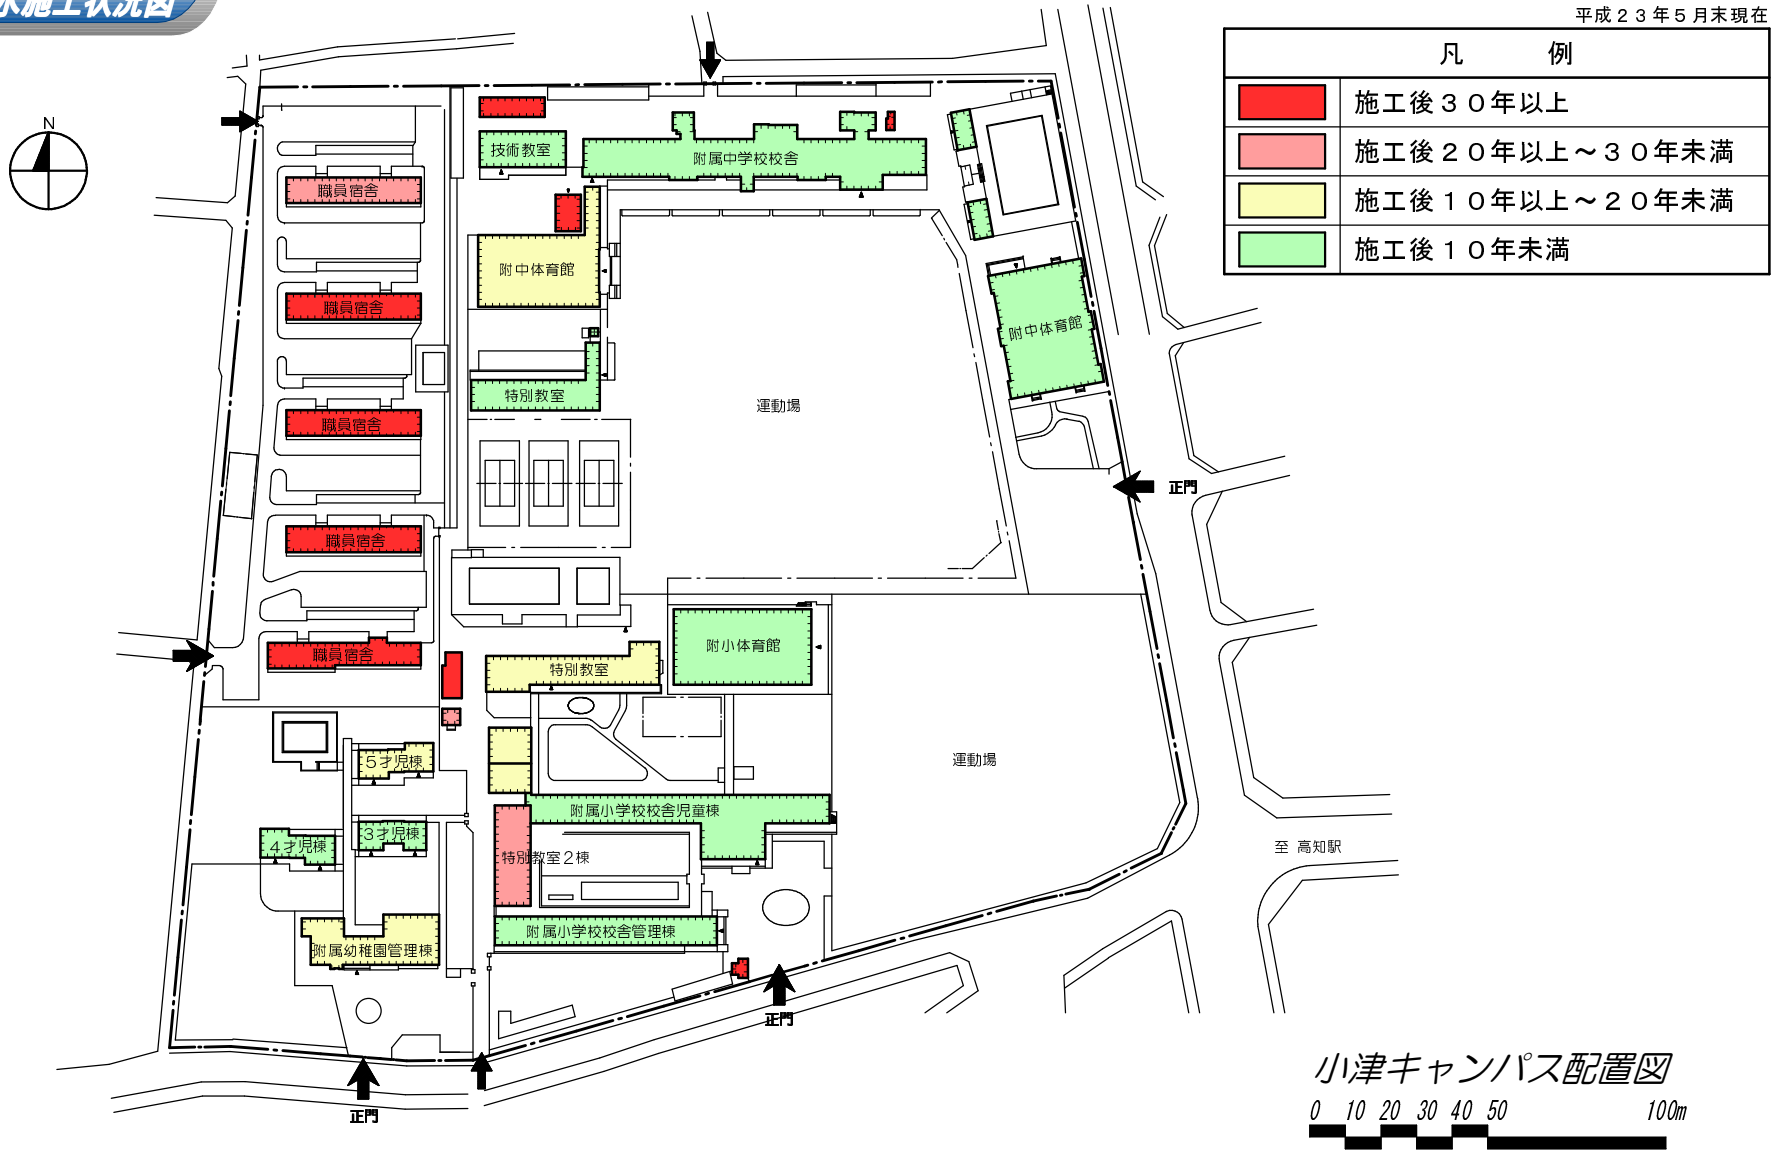 水施工状況図
平成２３年５月末現在
凡 例
施工後３０年以上
施工後２０年以上～３０年未満
施工後１０年以上～２０年未満
施工後１０年未満
N
技術教室
附属中学校校舎
職員宿舎
附中体育館
職員宿舎
附中体育館
特別教室
運動場
職員宿舎
正門
職員宿舎
附小体育館
職員宿舎
特別教室
５才児棟
運動場
附属小学校校舎児童棟
３才児棟
４才児棟
特別教室２棟
至 高知駅
附属小学校校舎管理棟
附属幼稚園管理棟
正門
正門
小津キャンパス配置図
0 10 20 30 40 50 100m